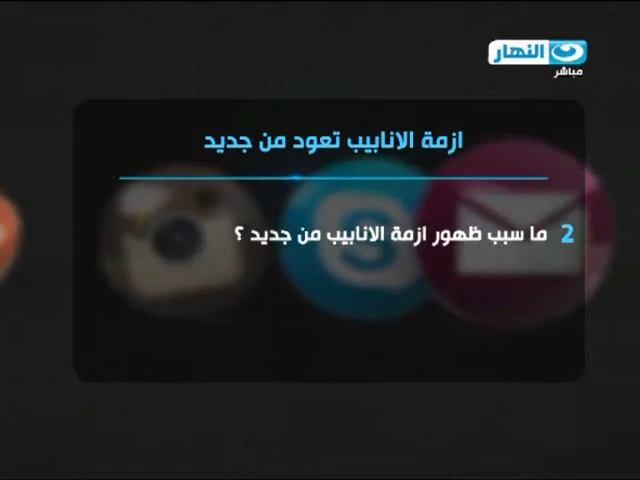 النهار
مباشر
ازمة الانابيب تعود من جديد
2 ما سبب ظهور ازمة الانابيب من جديد ؟